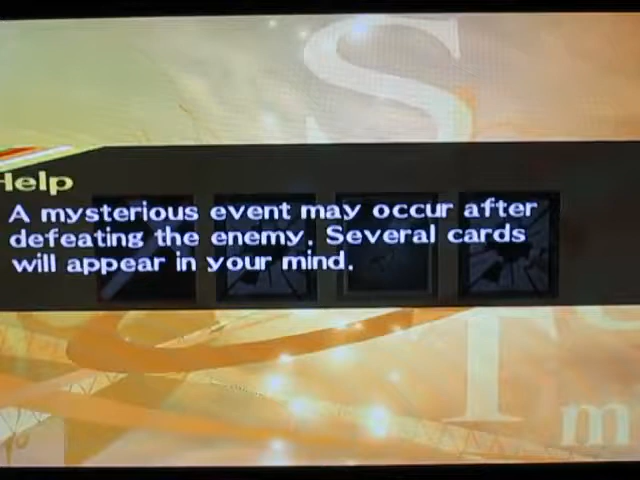 S
Help
A mysterious event may occur after
defeating the enemy. Several cards
will appear in your mind.
T
m